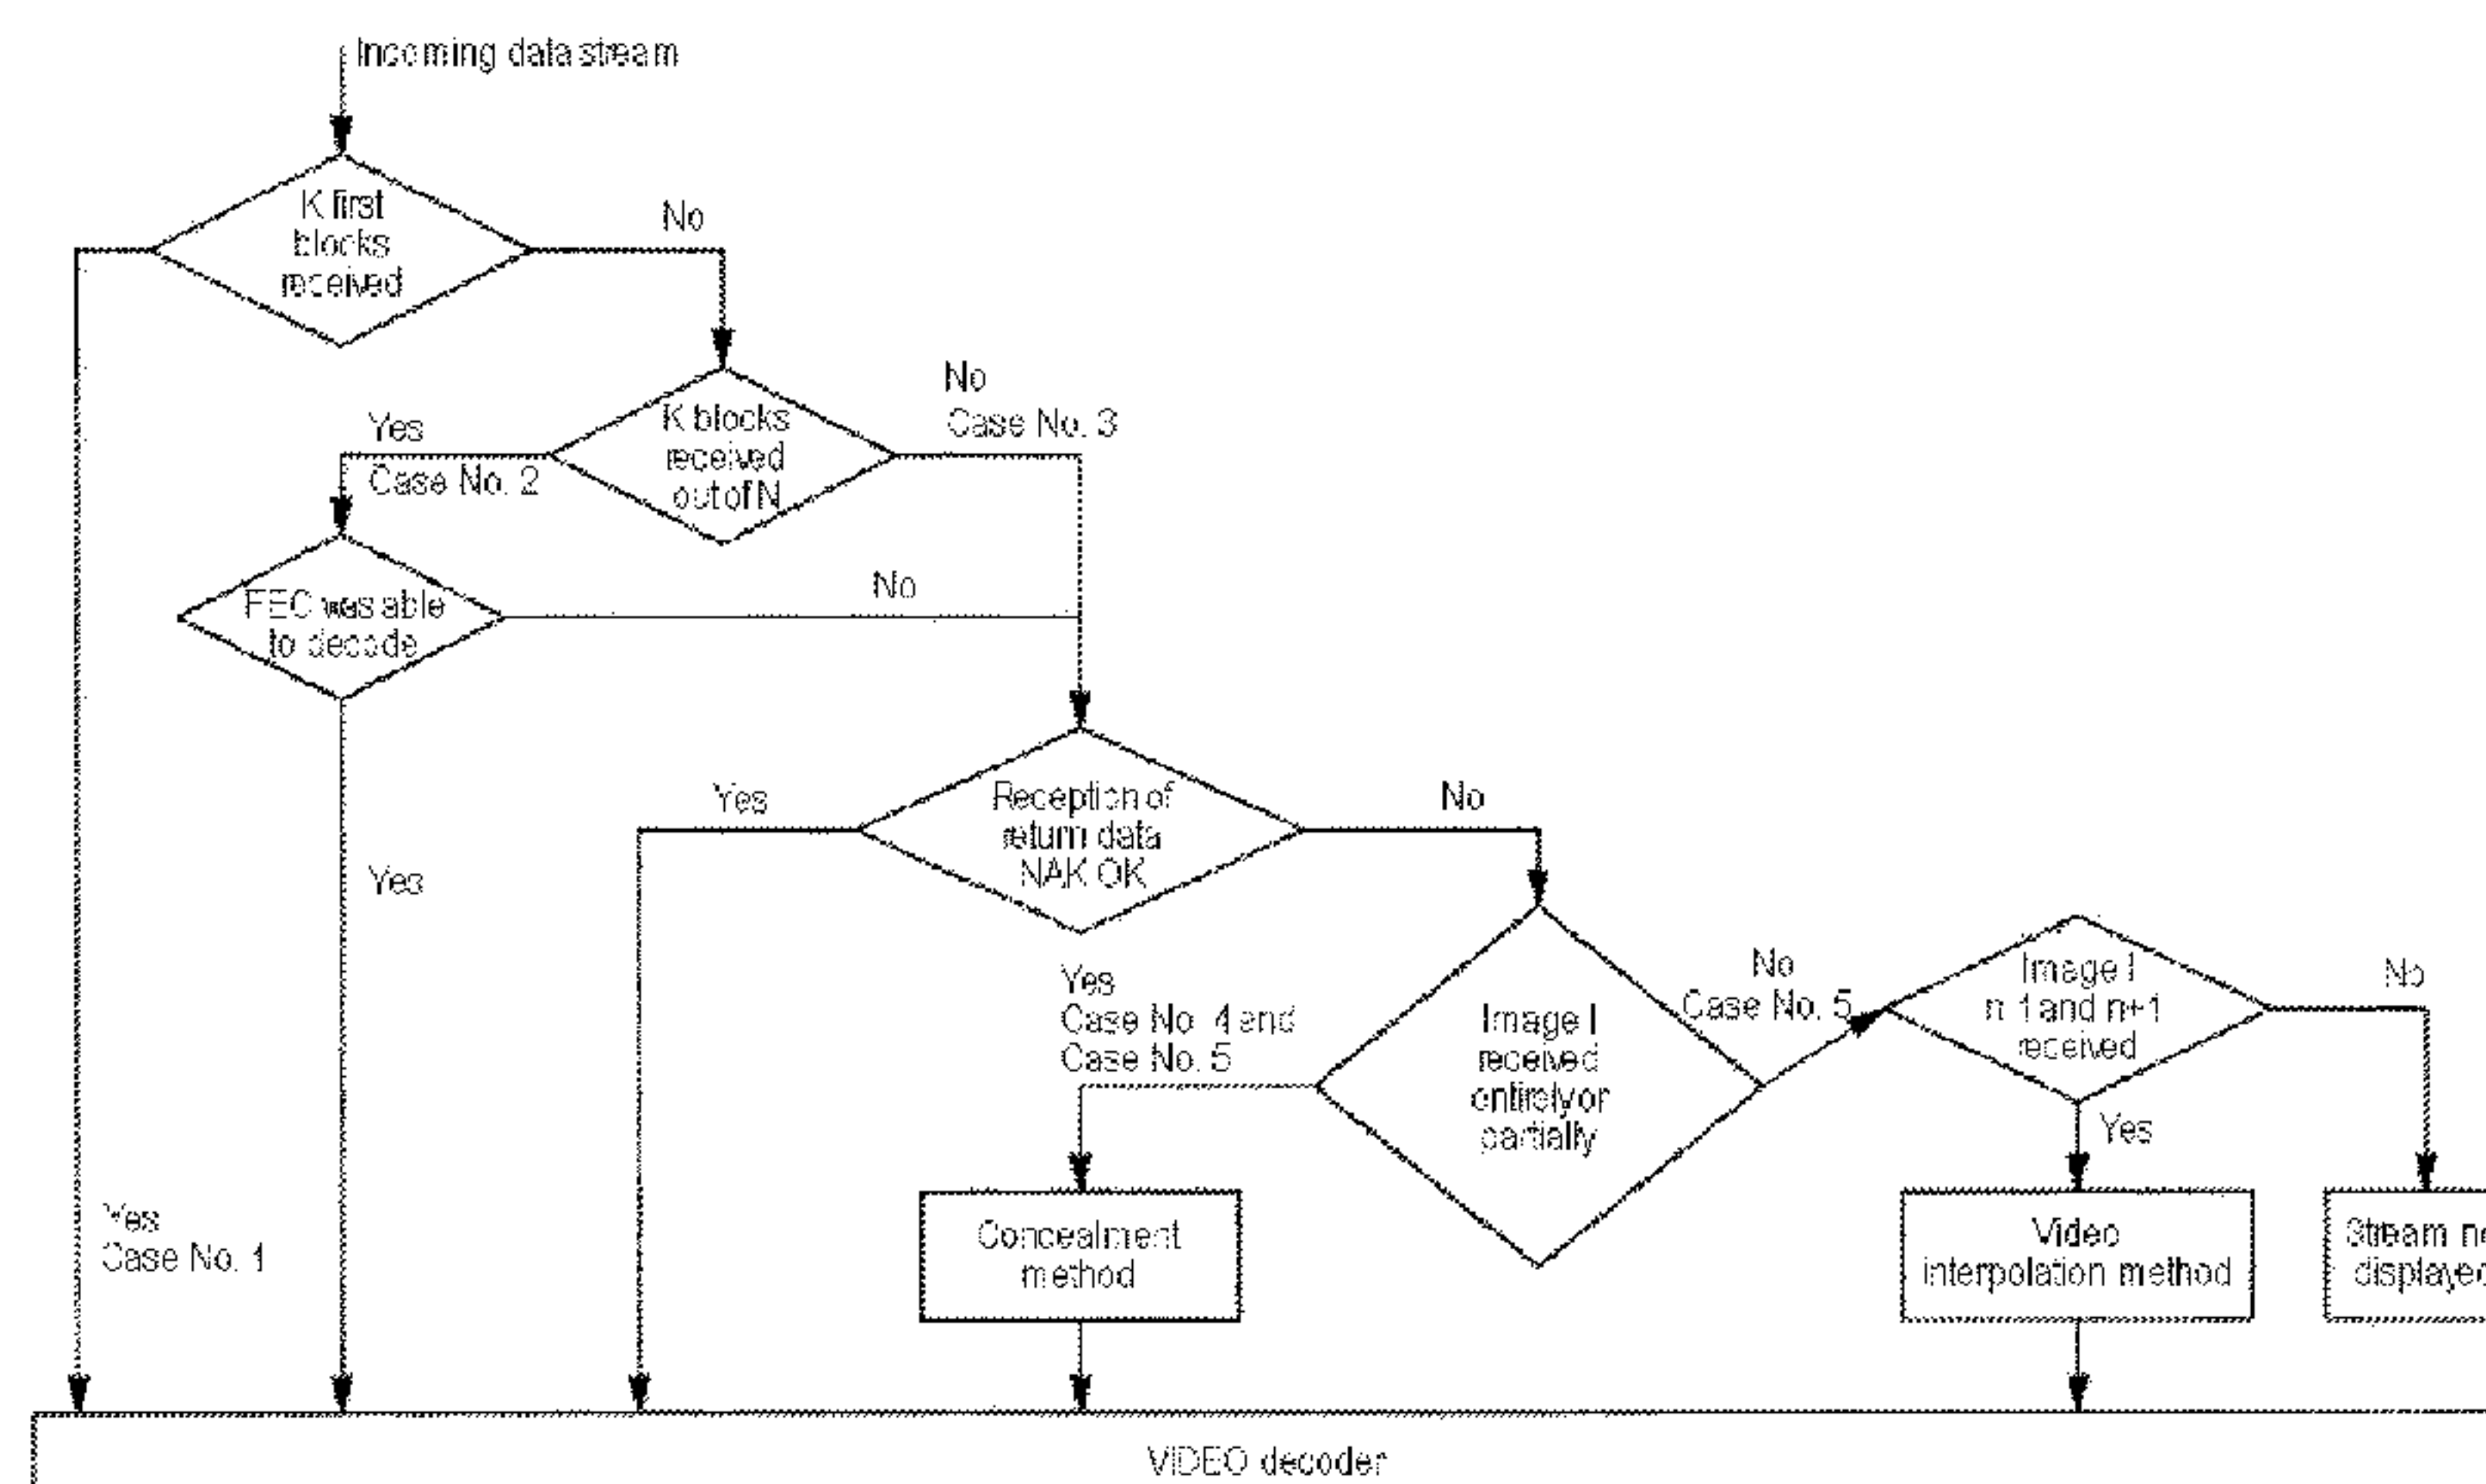 Incoming data stream
K first
blocks
received
No
K blocks
received
out of N
No
Case No. 3
Yes
Case No. 2
FEC was able
to decode
No
Yes
Reception of
return data
NAK OK
Yes
No
Image I
received
entirely or
partially
Yes
Case No. 4 and
Case No. 5
No
Case No. 5
Image I
n-1 and n+1
received
No
Yes
Yes
Case No. 1
Concealment
method
Video
interpolation method
Stream
displayed
VIDEO decoder